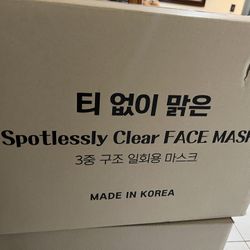 티 없이 맑은
Spotlessly Clear FACE MASK
3중 구조 일회용 마스크
MADE IN KOREA